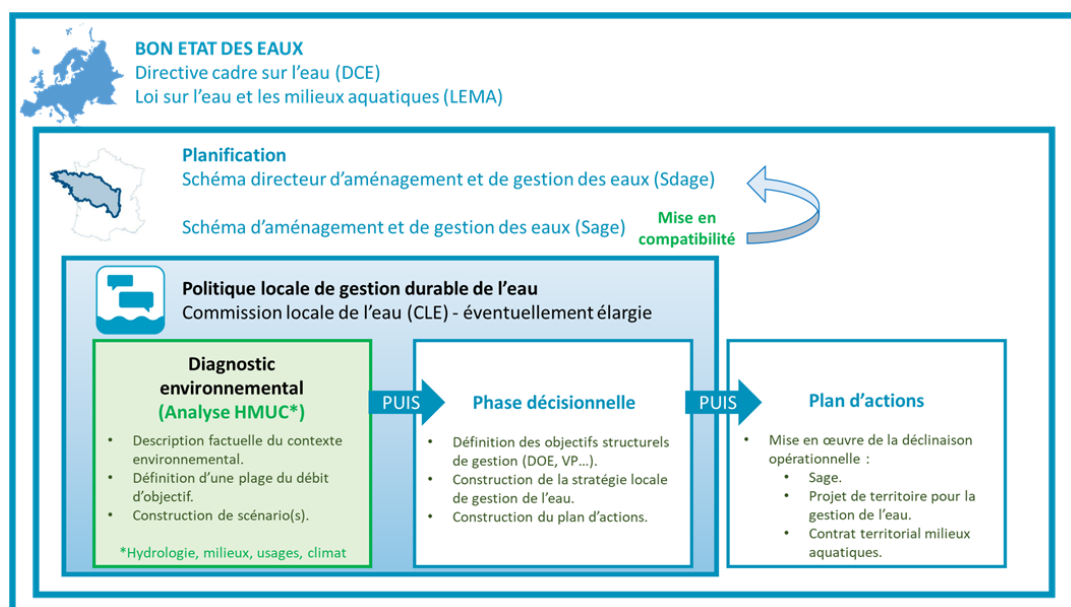 BON ETAT DES EAUX
Directive cadre sur l’eau (DCE)
Loi sur l’eau et les milieux aquatiques (LEMA)
Planification
Schéma directeur d’aménagement et de gestion des eaux (Sdage)
Schéma d’aménagement et de gestion des eaux (Sage)
Mise en
compatibilité
Politique locale de gestion durable de l’eau
Commission locale de l’eau (CLE) - éventuellement élargie
Diagnostic
environnemental
(Analyse HMUC*)
• Description factuelle du contexte
environnemental.
• Définition d’une plage du débit
d’objectif.
• Construction de scénario(s).
*Hydrologie, milieux, usages, climat
PUIS
Phase décisionnelle
• Définition des objectifs structurels
de gestion (DOE, VP…).
• Construction de la stratégie locale
de gestion de l’eau.
• Construction du plan d’actions.
PUIS
Plan d’actions
• Mise en œuvre de la déclinaison
opérationnelle :
• Sage.
• Projet de territoire pour la
gestion de l’eau.
• Contrat territorial milieux
aquatiques.